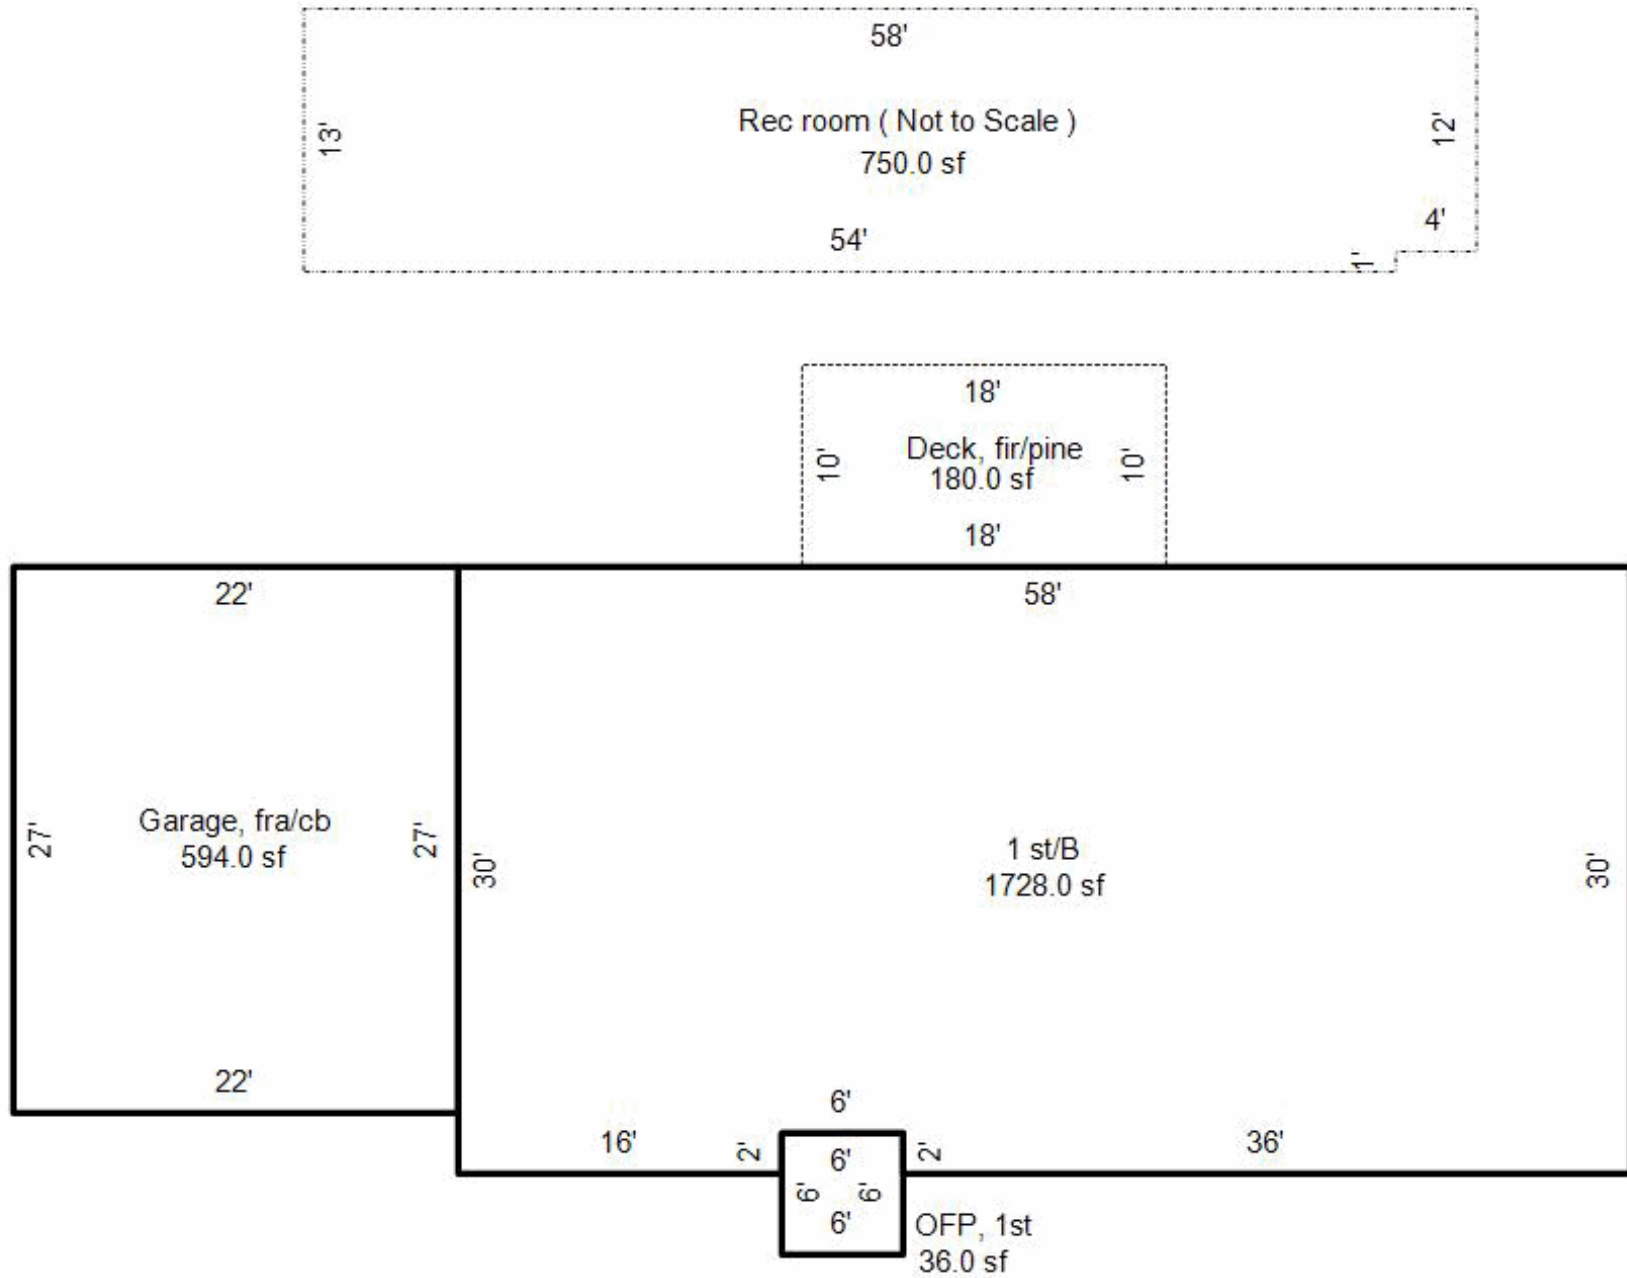 58'
13'
Rec room ( Not to Scale )
750.0 sf
12'
4'
54'
1'
18'
10'
Deck, fir/pine
180.0 sf
10'
18'
22'
58'
27'
Garage, fra/cb
594.0 sf
27'
30'
1 st/B
1728.0 sf
30'
22'
6'
16'
2'
6'
2'
36'
6'
6'
6'
OFP, 1st
36.0 sf